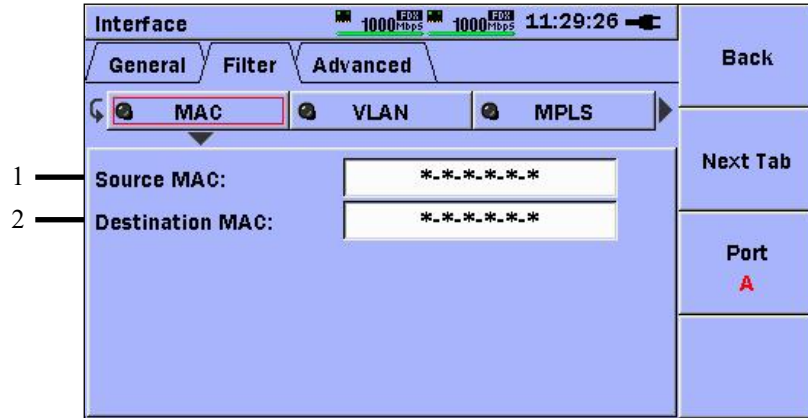 Interface 1000 FDX Mbps 1000 FDX Mbps 11:29:26
General Filter Advanced
MAC VLAN MPLS
1 Source MAC: *-*-*-*-*-*
2 Destination MAC: *-*-*-*-*-*
Back
Next Tab
Port
A